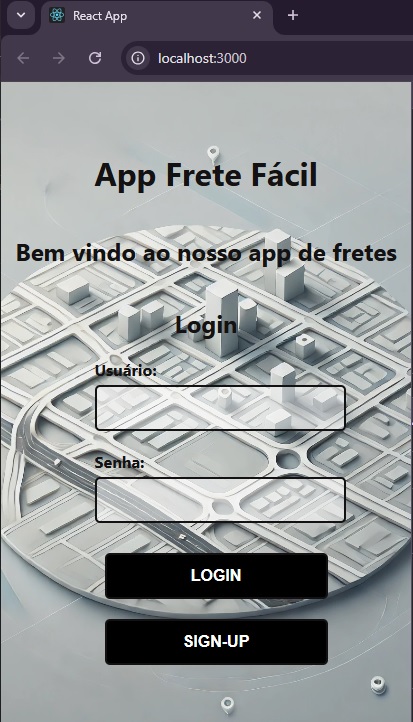 React App
localhost:3000
App Frete Fácil
Bem vindo ao nosso app de fretes
Login
Usuário:
Senha:
LOGIN
SIGN-UP